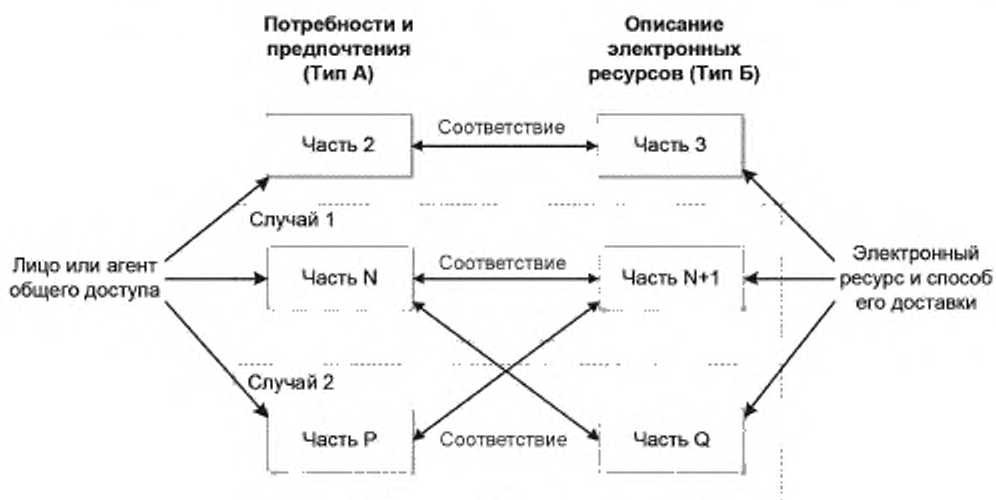 Потребности и
предпочтения
(Тип А)
Описание
электронных
ресурсов (Тип Б)
Часть 2
Соответствие
Часть 3
Случай 1
Лицо или агент
общего доступа
Часть N
Соответствие
Часть N+1
Электронный
ресурс и способ
его доставки
Случай 2
Часть P
Соответствие
Часть Q